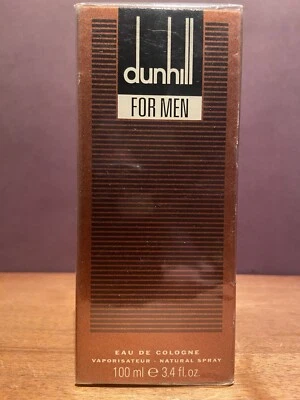 dunhill
FOR MEN
EAU DE COLOGNE
VAPORISATEUR - NATURAL SPRAY
100 ml ℮ 3.4 fl.oz.